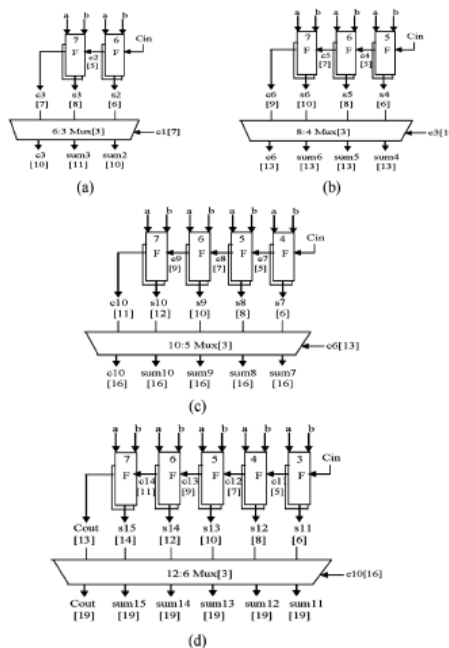 a b a b
7 6
F F
Cin
c2
[5]
c3 s3 s2
[7] [8] [6]
6:3 Mux[3]
c1[7]
c3 sum3 sum2
[10] [11] [10]
(a)
a b a b a b
7 6 5
F F F
Cin
c5 c4
[7] [5]
c6 s6 s5 s4
[9] [10] [8] [6]
8:4 Mux[3]
c6 sum6 sum5 sum4
[13] [13] [13] [13]
(b)
a b a b a b a b
7 6 5 4
F F F F
Cin
c9 c8 c7
[9] [7] [5]
c10 s10 s9 s8 s7
[11] [12] [10] [8] [6]
10:5 Mux[3]
c6[13]
c10 sum10 sum9 sum8 sum7
[16] [16] [16] [16] [16]
(c)
a b a b a b a b a b
7 6 5 4 3
F F F F F
Cin
c14 c13 c12 c11
[11] [9] [7] [5]
Cout s15 s14 s13 s12 s11
[13] [14] [12] [10] [8] [6]
12:6 Mux[3]
c10[16]
Cout sum15 sum14 sum13 sum12 sum11
[19] [19] [19] [19] [19] [19]
(d)